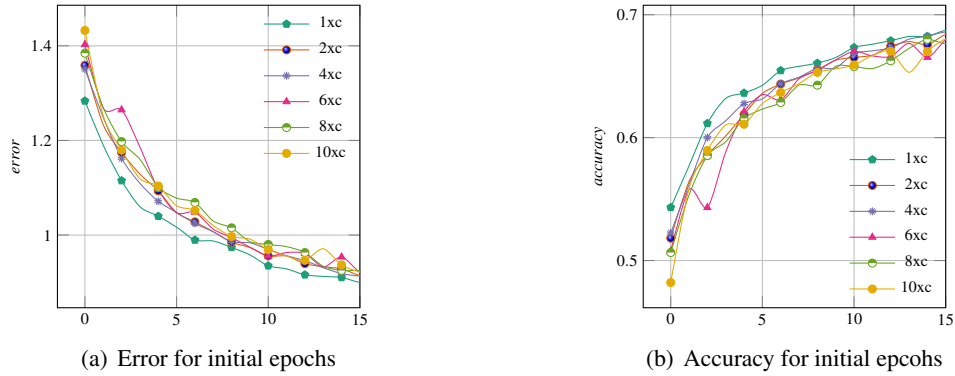 1.4
1.2
1
error
1xc
2xc
4xc
6xc
8xc
10xc
0
5
10
15
(a) Error for initial epochs
0.7
0.6
0.5
accuracy
1xc
2xc
4xc
6xc
8xc
10xc
0
5
10
15
(b) Accuracy for initial epcohs